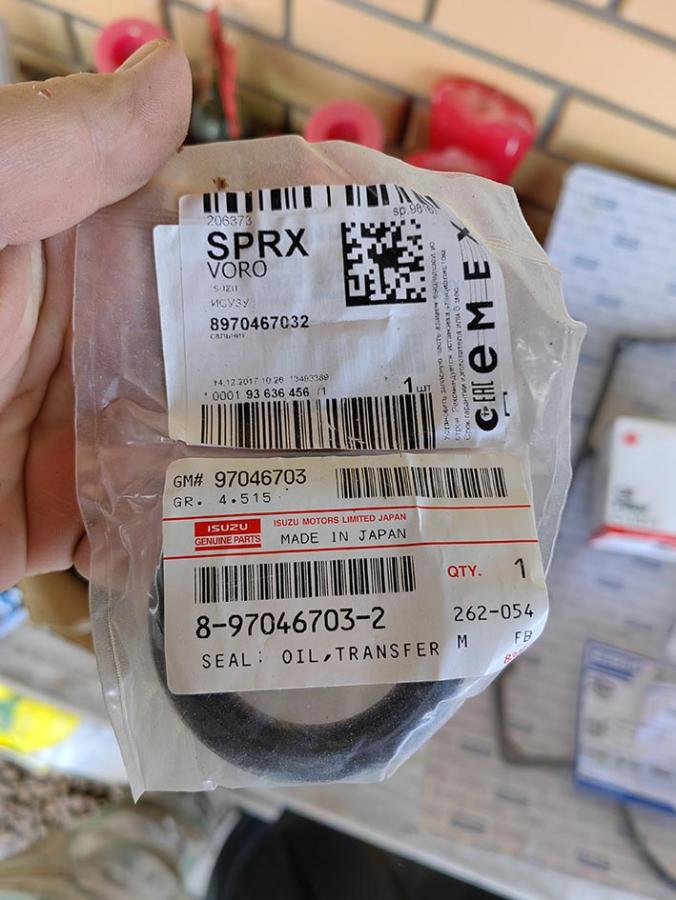 206373
SPRX
VORO
Isuzu
ИСУЗУ
8970467032
сальник
14.12.2017 10:26 13493389
* 0001 93 636 456 /1
1 шт
EMEX
EAC
GM# 97046703
GR. 4.515
ISUZU
GENUINE PARTS
ISUZU MOTORS LIMITED JAPAN
MADE IN JAPAN
QTY. 1
8-97046703-2
262-054
SEAL: OIL,TRANSFER
M FB